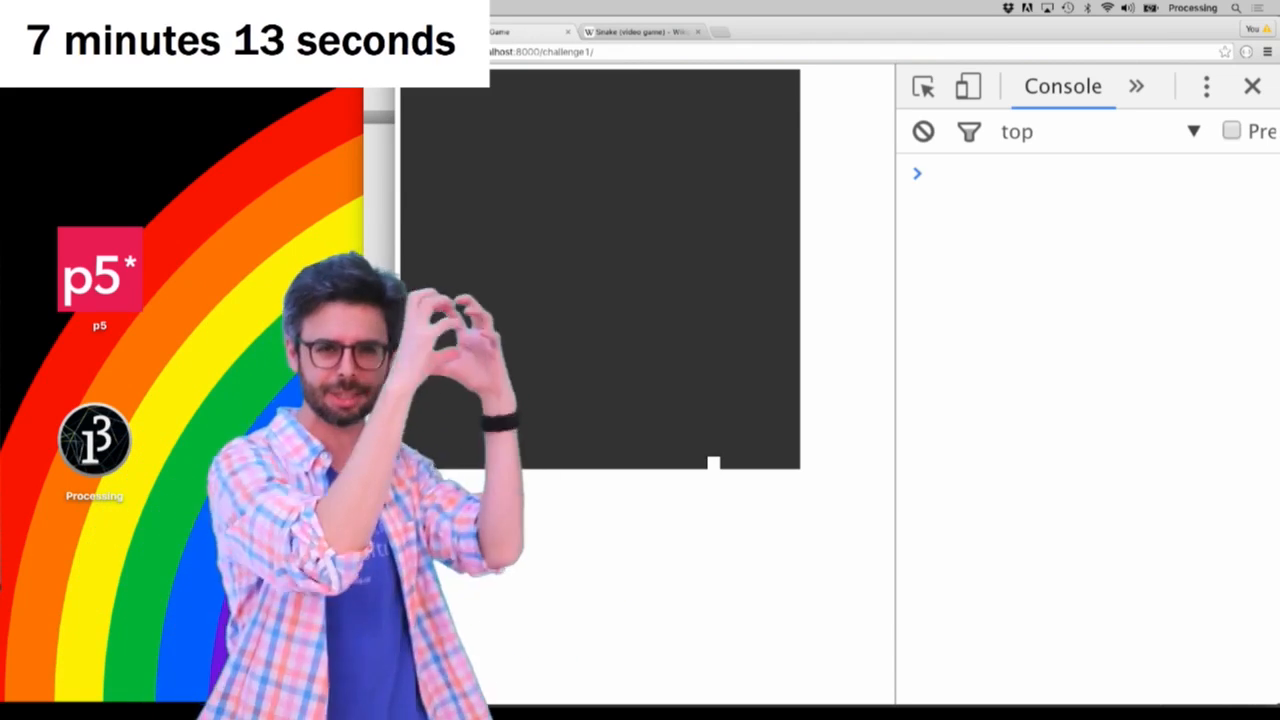 Processing
7 minutes 13 seconds
Game
Snake (video game) - Wiki
You
lhost:8000/challenge1/
Console
top
Pre
p5*
p5
Processing